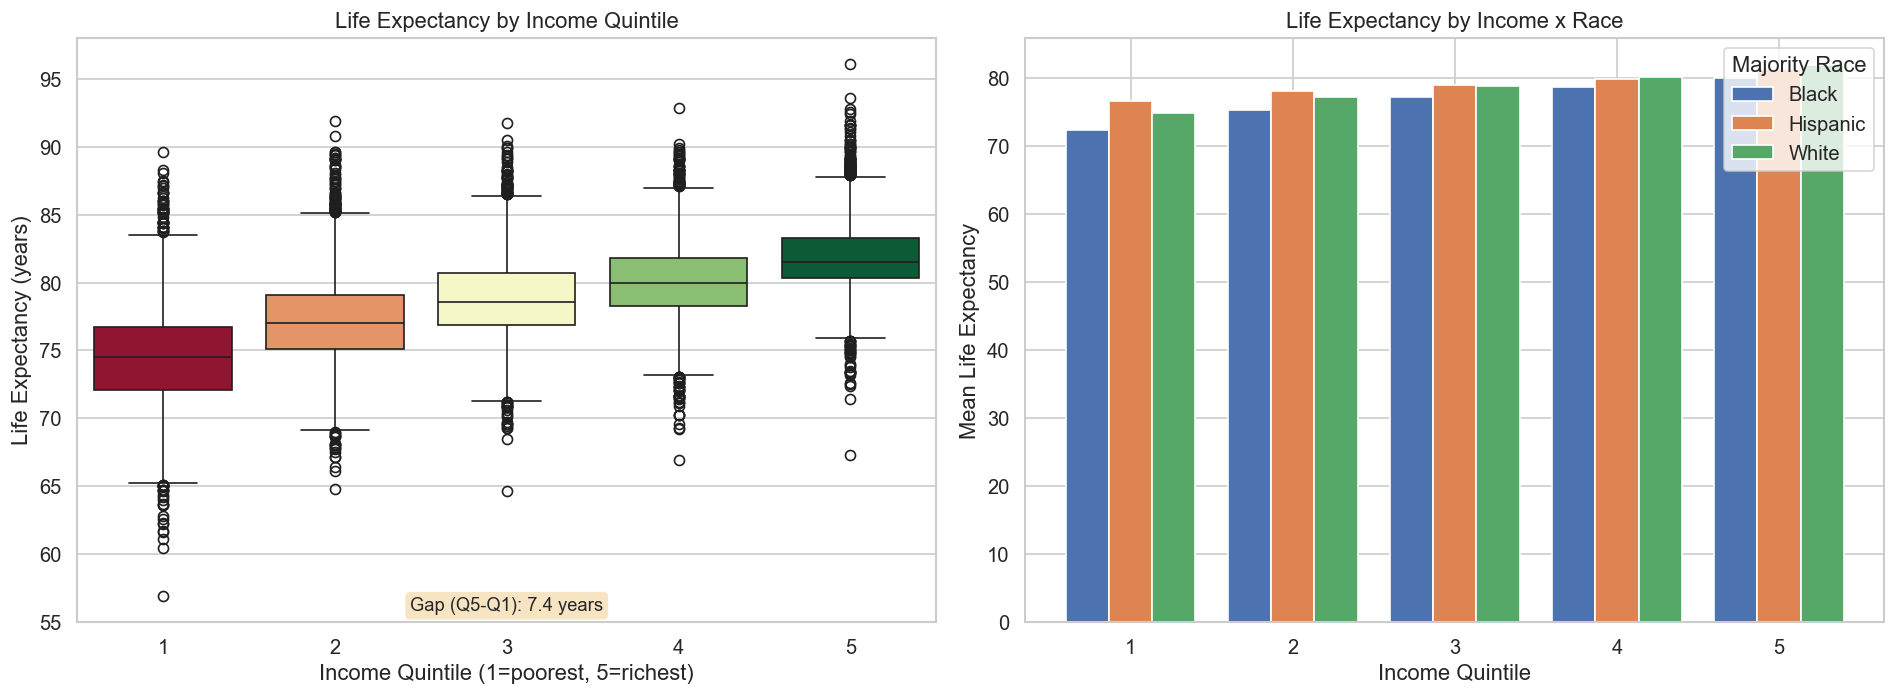 Life Expectancy by Income Quintile
Life Expectancy (years)
95
90
85
80
75
70
65
60
55
Gap (Q5-Q1): 7.4 years
1 2 3 4 5
Income Quintile (1=poorest, 5=richest)
Life Expectancy by Income x Race
Mean Life Expectancy
80
70
60
50
40
30
20
10
0
Majority Race
Black
Hispanic
White
1 2 3 4 5
Income Quintile